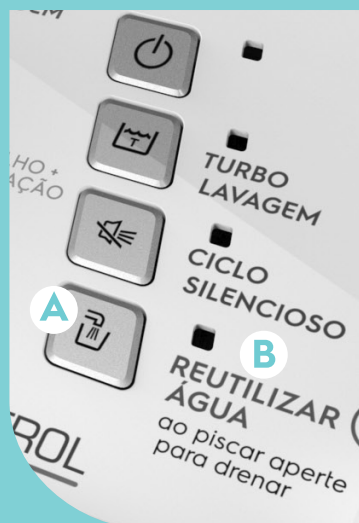 TURBO
LAVAGEM
CICLO
SILENCIOSO
A
B
REUTILIZAR
ÁGUA
ao piscar aperte
para drenar